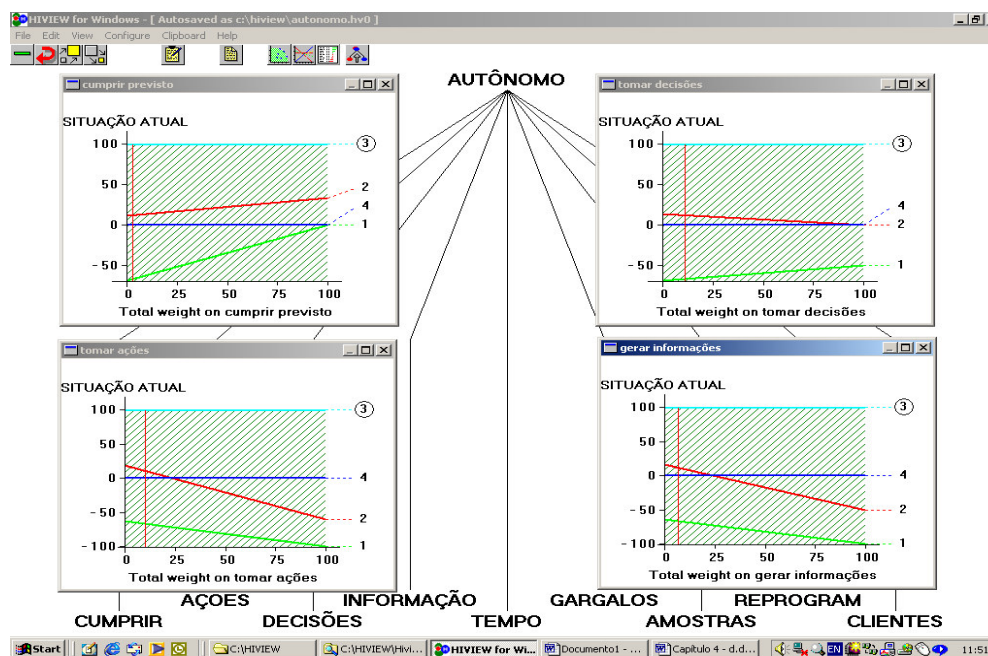 HIVIEW for Windows - [ Autosaved as c:\hiview\autonomo.hv0 ]
File Edit View Configure Clipboard Help
AUTÔNOMO
cumprir previsto
SITUAÇÃO ATUAL
100
50
0
-50
3
2
4
1
0 25 50 75 100
Total weight on cumprir previsto
tomar decisões
SITUAÇÃO ATUAL
100
50
0
-50
3
4
2
1
0 25 50 75 100
Total weight on tomar decisões
tomar ações
SITUAÇÃO ATUAL
100
50
0
-50
-100
3
4
2
1
0 25 50 75 100
Total weight on tomar ações
gerar informações
SITUAÇÃO ATUAL
100
50
0
-50
-100
3
4
2
1
0 25 50 75 100
Total weight on gerar informações
AÇOES INFORMAÇÃO GARGALOS REPROGRAM
CUMPRIR DECISÕES TEMPO AMOSTRAS CLIENTES
Start C:\HIVIEW C:\HIVIEW\Hivi... HIVIEW for Wi... Documento1 - ... Capítulo 4 - d.d... EN 11:51